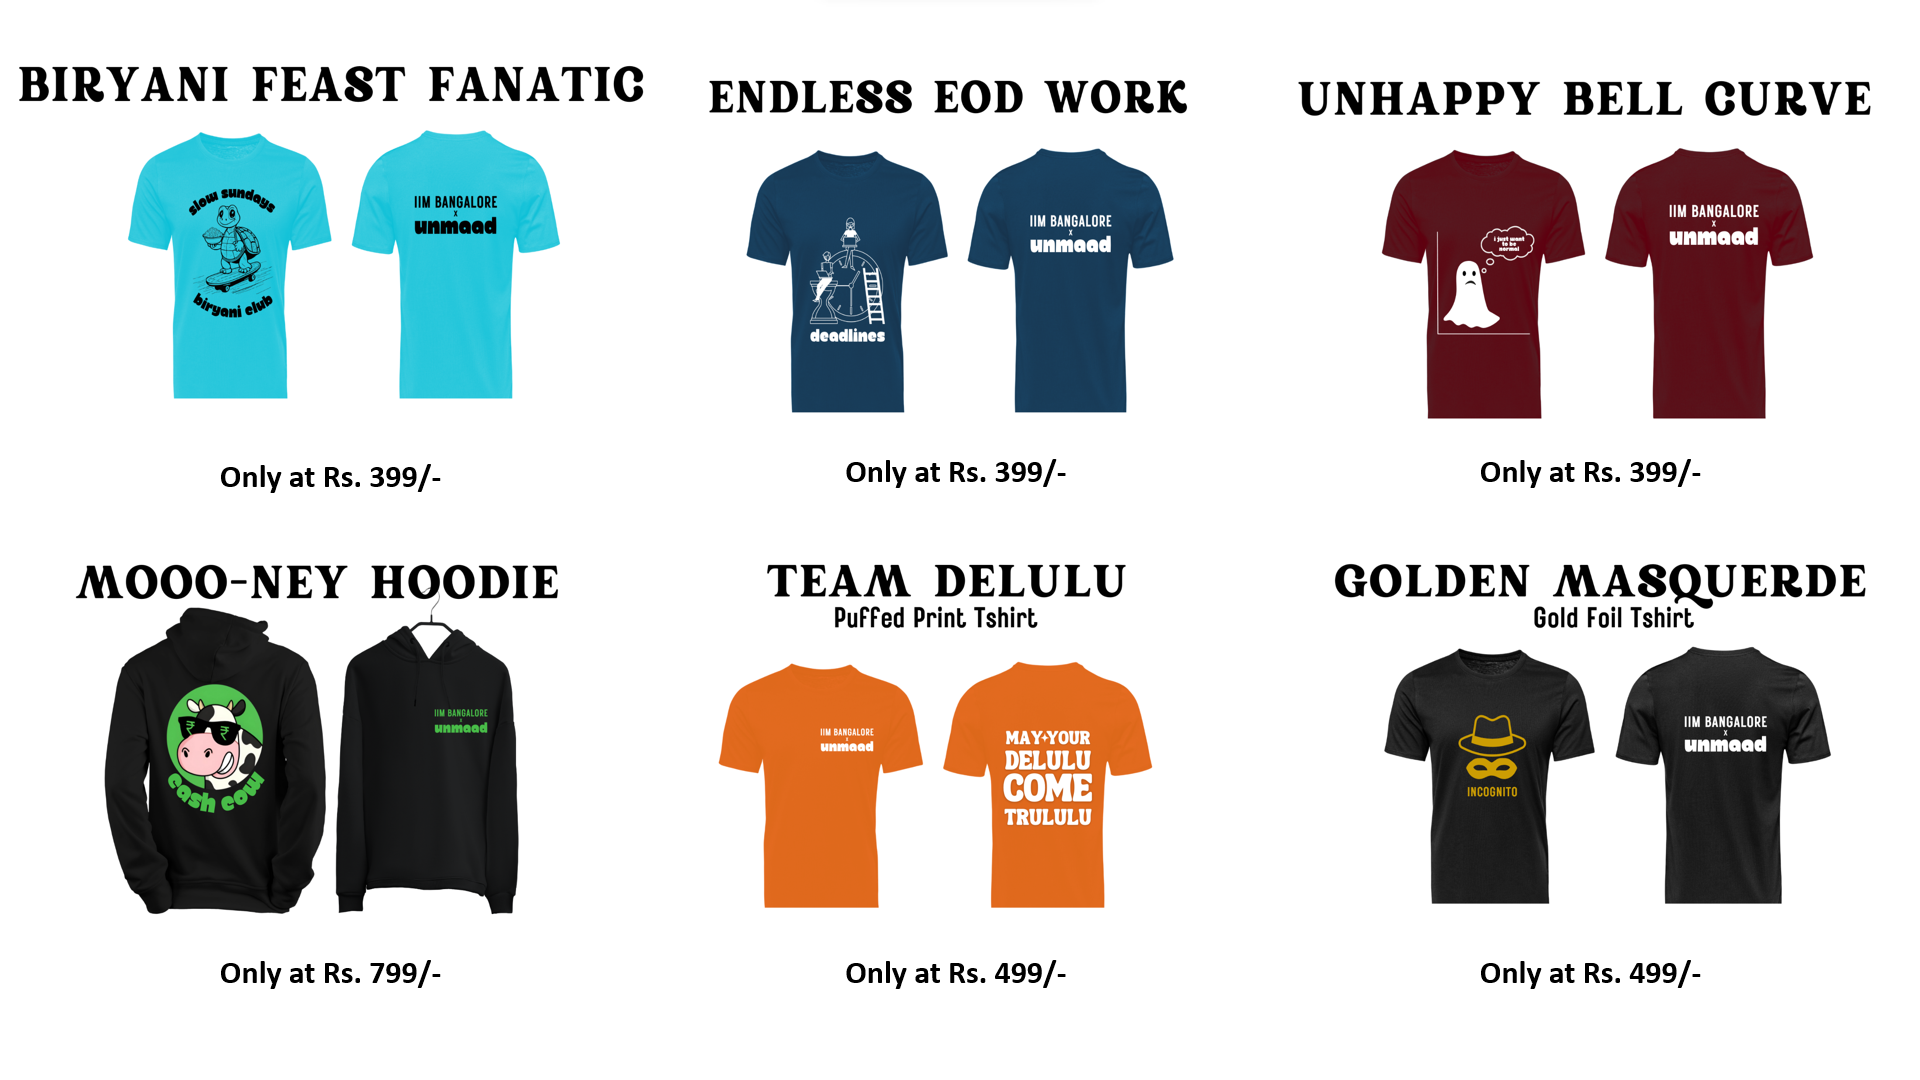 BIRYANI FEAST FANATIC
slow sundays
biryani club
IIM BANGALORE
x
unmaad
Only at Rs. 399/-
ENDLESS EOD WORK
deadlines
IIM BANGALORE
x
unmaad
Only at Rs. 399/-
UNHAPPY BELL CURVE
i just want
to be
normal
IIM BANGALORE
x
unmaad
Only at Rs. 399/-
MOOO-NEY HOODIE
₹ ₹
cash cow
IIM BANGALORE
x
unmaad
Only at Rs. 799/-
TEAM DELULU
Puffed Print Tshirt
IIM BANGALORE
x
unmaad
MAY YOUR
DELULU
COME
TRULULU
Only at Rs. 499/-
GOLDEN MASQUERDE
Gold Foil Tshirt
INCOGNITO
IIM BANGALORE
x
unmaad
Only at Rs. 499/-